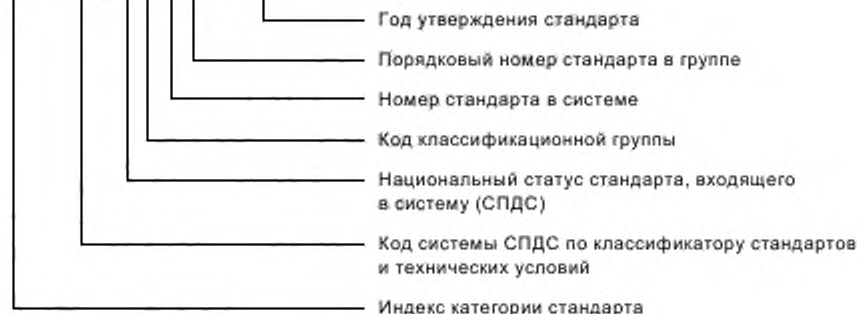 Год утверждения стандарта
Порядковый номер стандарта в группе
Номер стандарта в системе
Код классификационной группы
Национальный статус стандарта, входящего
в систему (СПДС)
Код системы СПДС по классификатору стандартов
и технических условий
Индекс категории стандарта